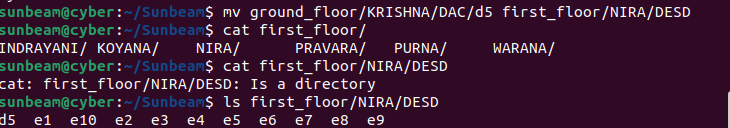 sunbeam@cyber:~/Sunbeam$ mv ground_floor/KRISHNA/DAC/d5 first_floor/NIRA/DESD
sunbeam@cyber:~/Sunbeam$ cat first_floor/
INDRAYANI/ KOYANA/    NIRA/      PRAVARA/   PURNA/     WARANA/
sunbeam@cyber:~/Sunbeam$ cat first_floor/NIRA/DESD
cat: first_floor/NIRA/DESD: Is a directory
sunbeam@cyber:~/Sunbeam$ ls first_floor/NIRA/DESD
d5  e1  e10  e2  e3  e4  e5  e6  e7  e8  e9